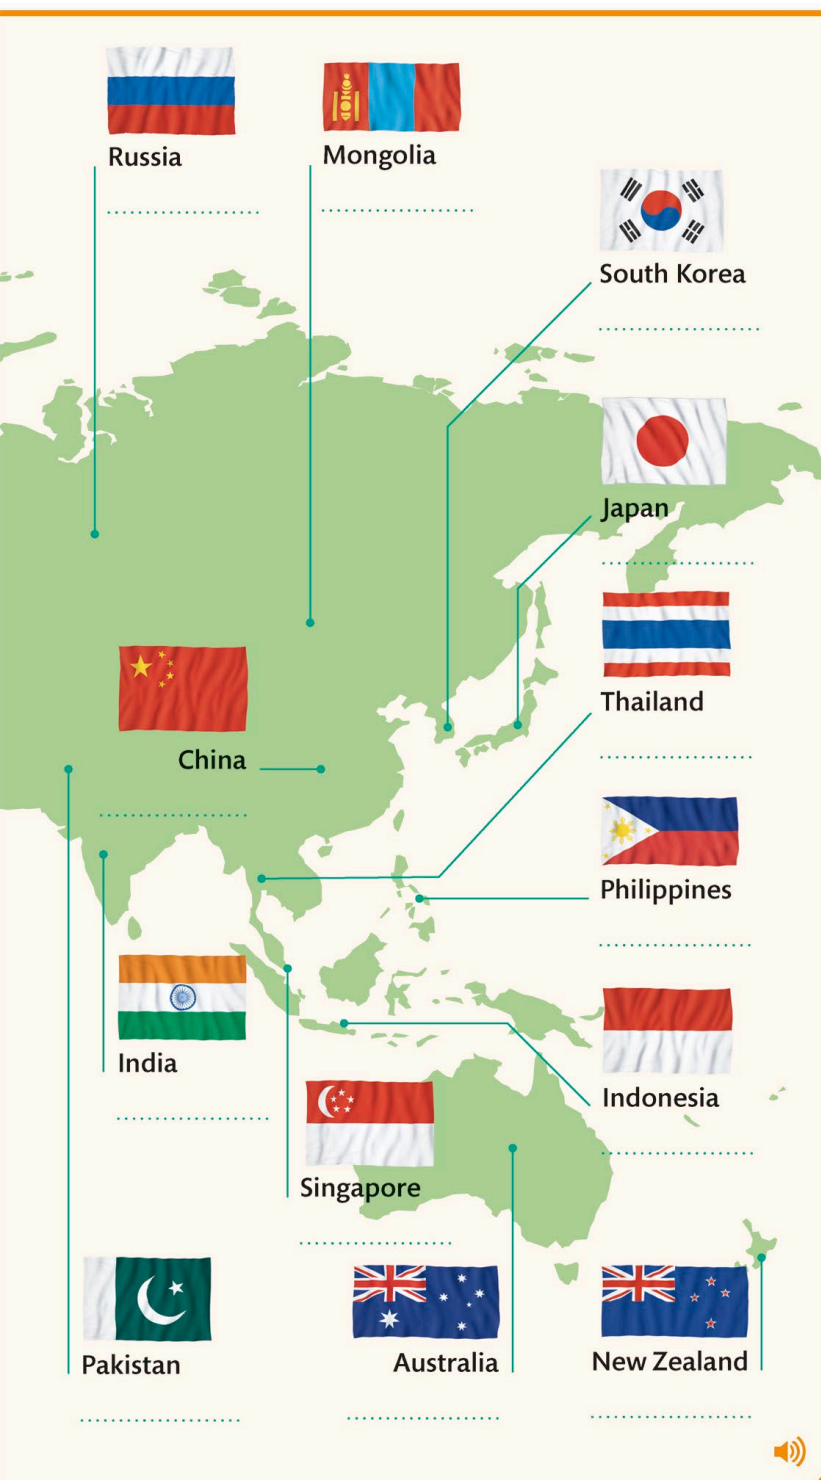 Russia
Mongolia
South Korea
Japan
Thailand
China
Philippines
India
Indonesia
Singapore
Pakistan
Australia
New Zealand